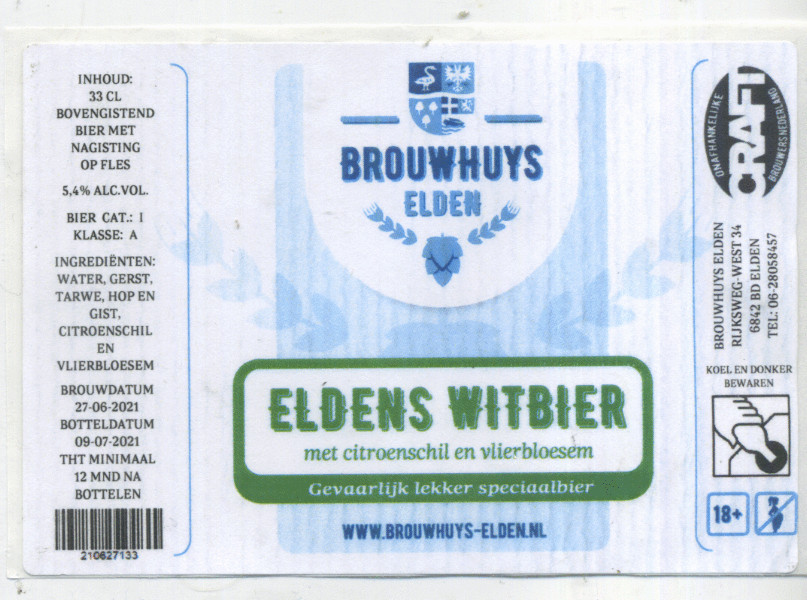 INHOUD:
33 CL
BOVENGISTEND
BIER MET
NAGISTING
OP FLES
5,4% ALC.VOL.
BIER CAT.: I
KLASSE: A
INGREDIËNTEN:
WATER, GERST,
TARWE, HOP EN
GIST,
CITROENSCHIL
EN
VLIERBLOESEM
BROUWDATUM
27-06-2021
BOTTELDATUM
09-07-2021
THT MINIMAAL
12 MND NA
BOTTELEN
210627133
BROUWHUYS
ELDEN
ELDENS WITBIER
met citroenschil en vlierbloesem
Gevaarlijk lekker speciaalbier
WWW.BROUWHUYS-ELDEN.NL
ONAFHANKELIJKE
CRAFT
BROUWERS NEDERLAND
BROUWHUYS ELDEN
RIJKSWEG-WEST 34
6842 BD ELDEN
TEL: 06-28058457
KOEL EN DONKER
BEWAREN
18+